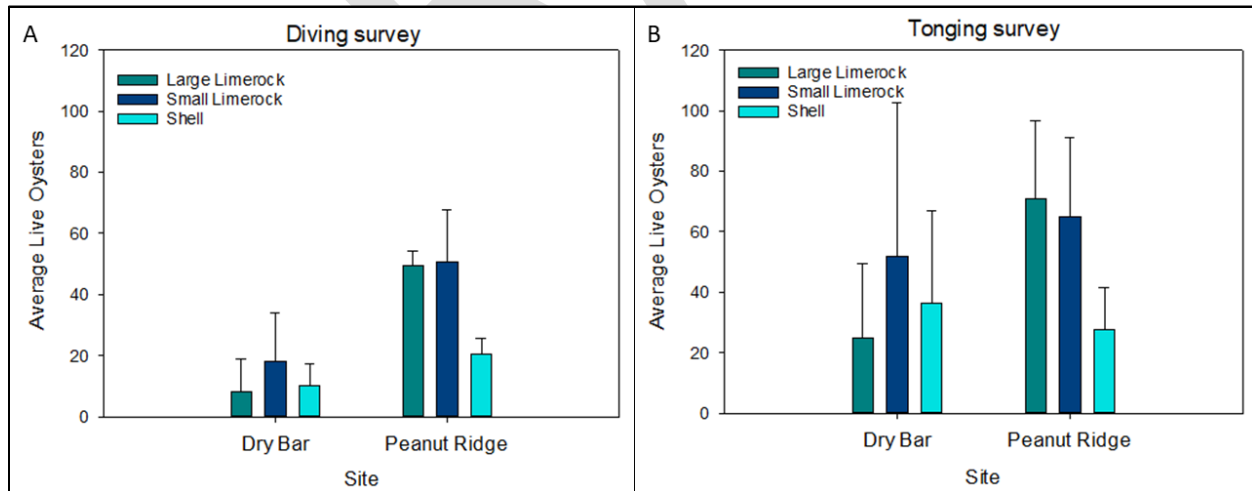 A
Diving survey
120
100
80
60
40
20
0
Average Live Oysters
Large Limerock
Small Limerock
Shell
Dry Bar
Peanut Ridge
Site
B
Tonging survey
120
100
80
60
40
20
0
Average Live Oysters
Large Limerock
Small Limerock
Shell
Dry Bar
Peanut Ridge
Site